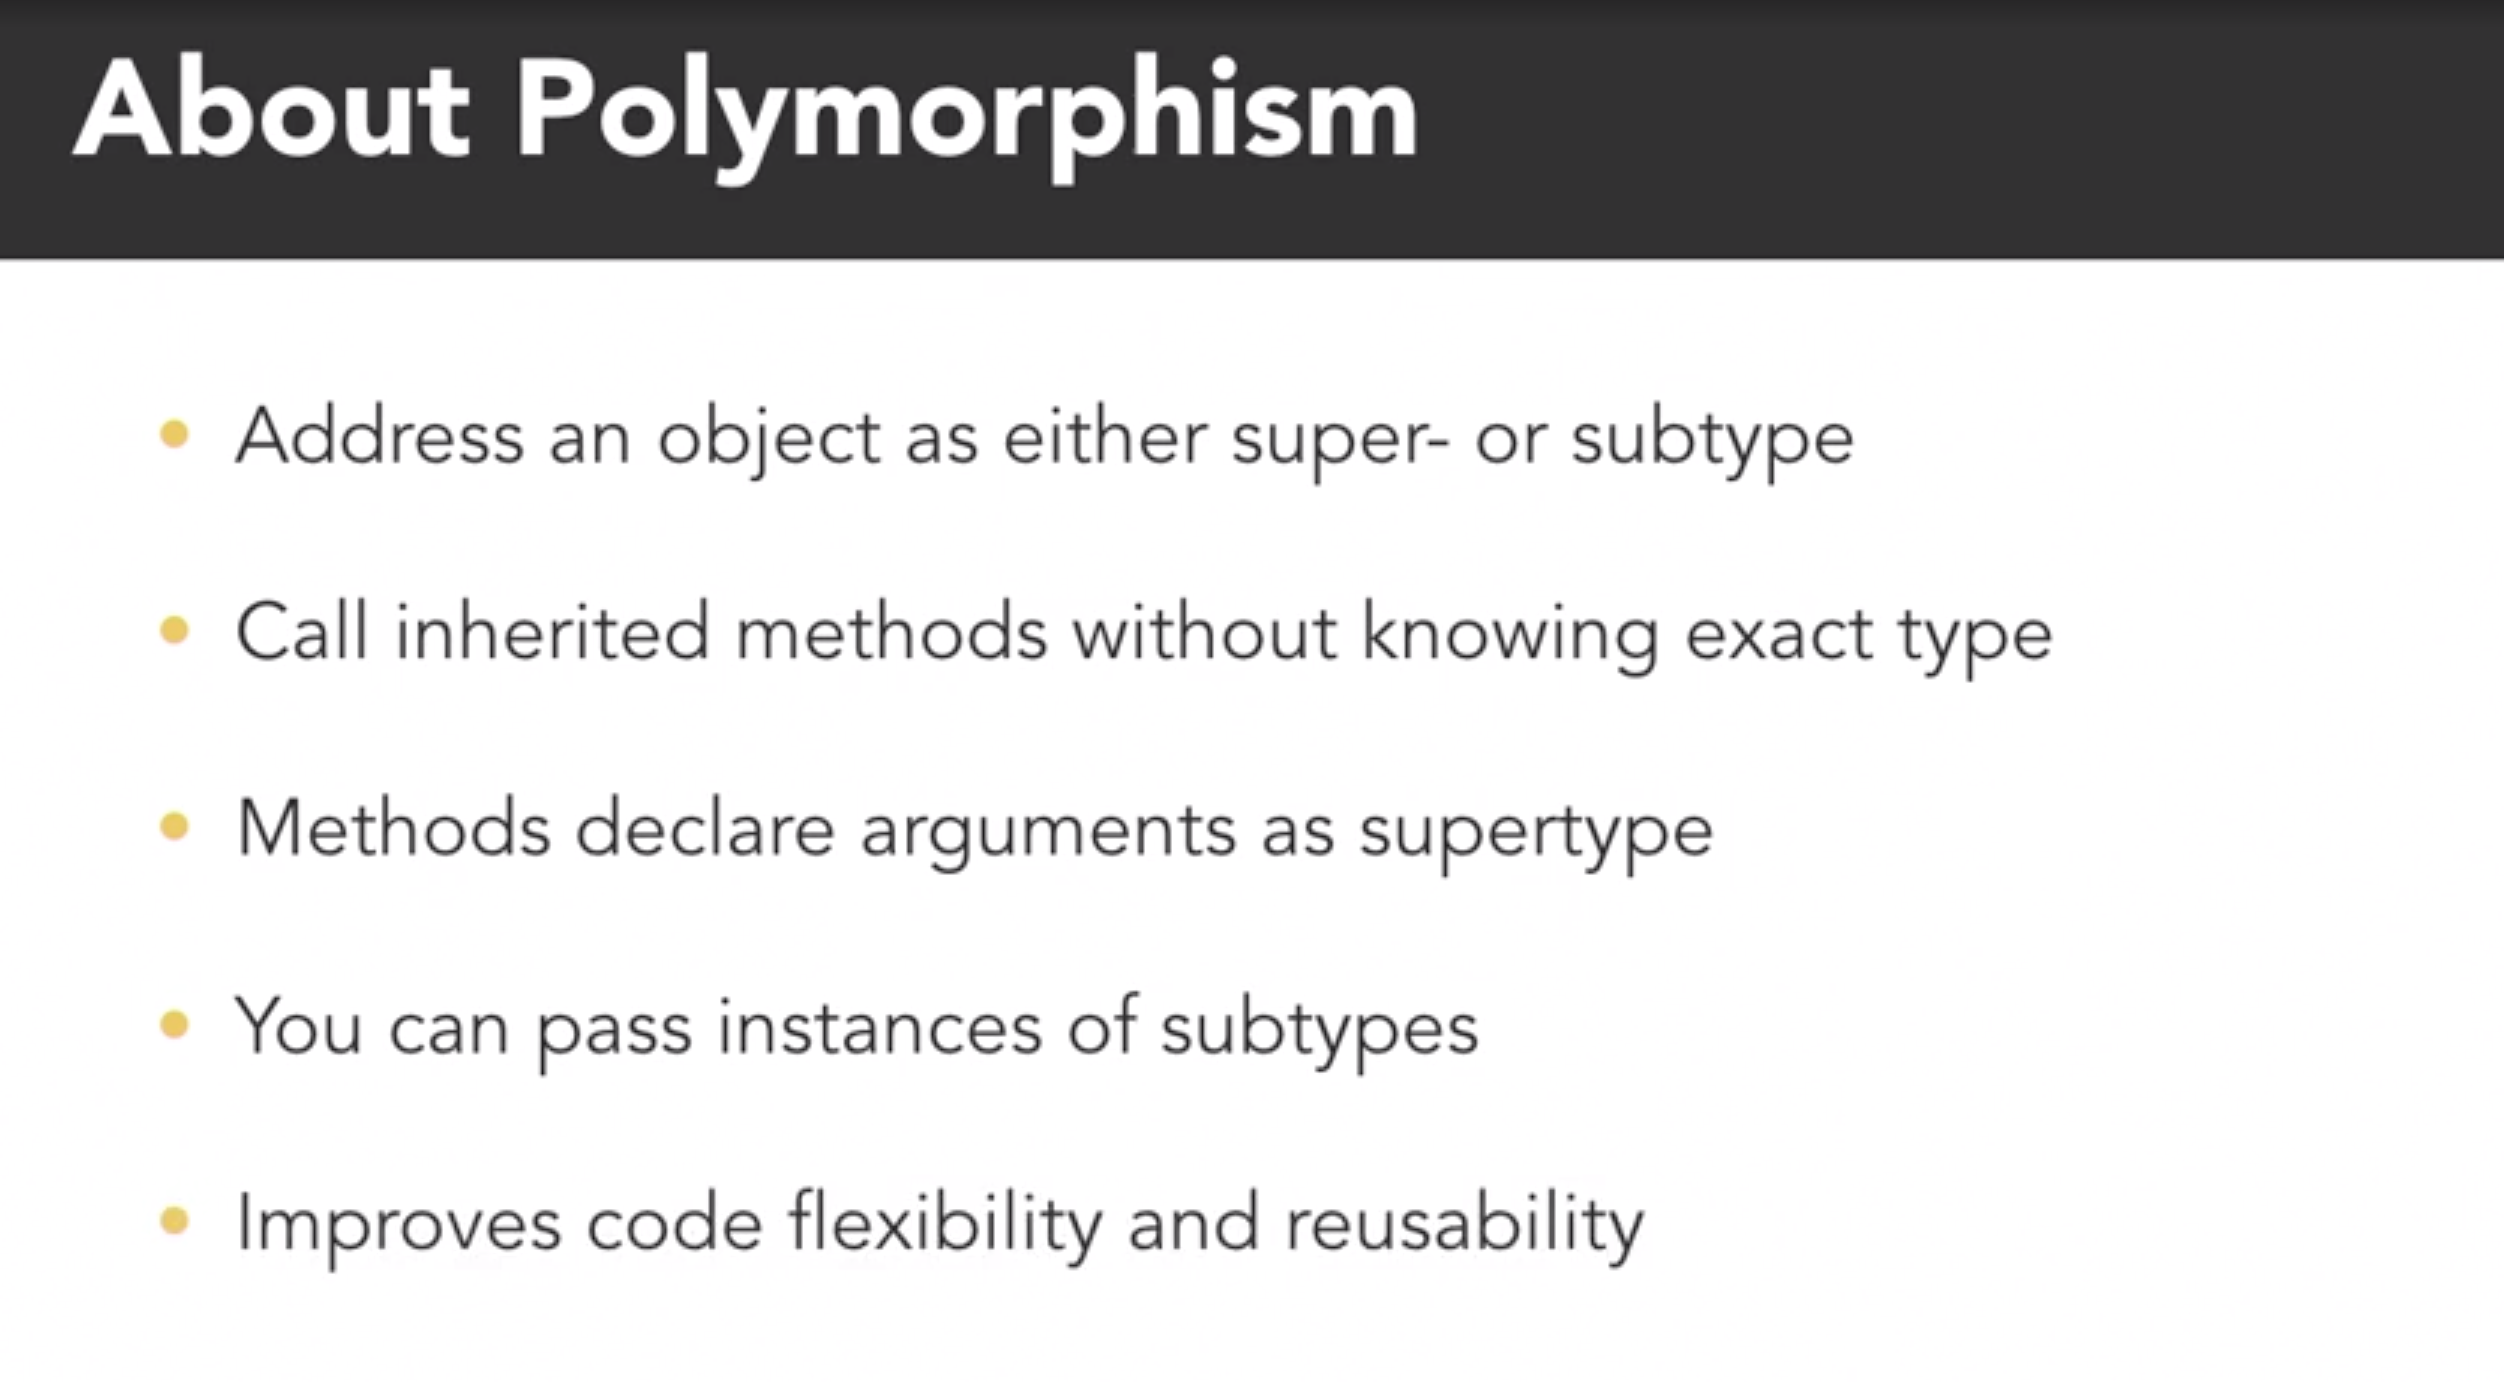 About Polymorphism
Address an object as either super- or subtype
Call inherited methods without knowing exact type
Methods declare arguments as supertype
You can pass instances of subtypes
Improves code flexibility and reusability